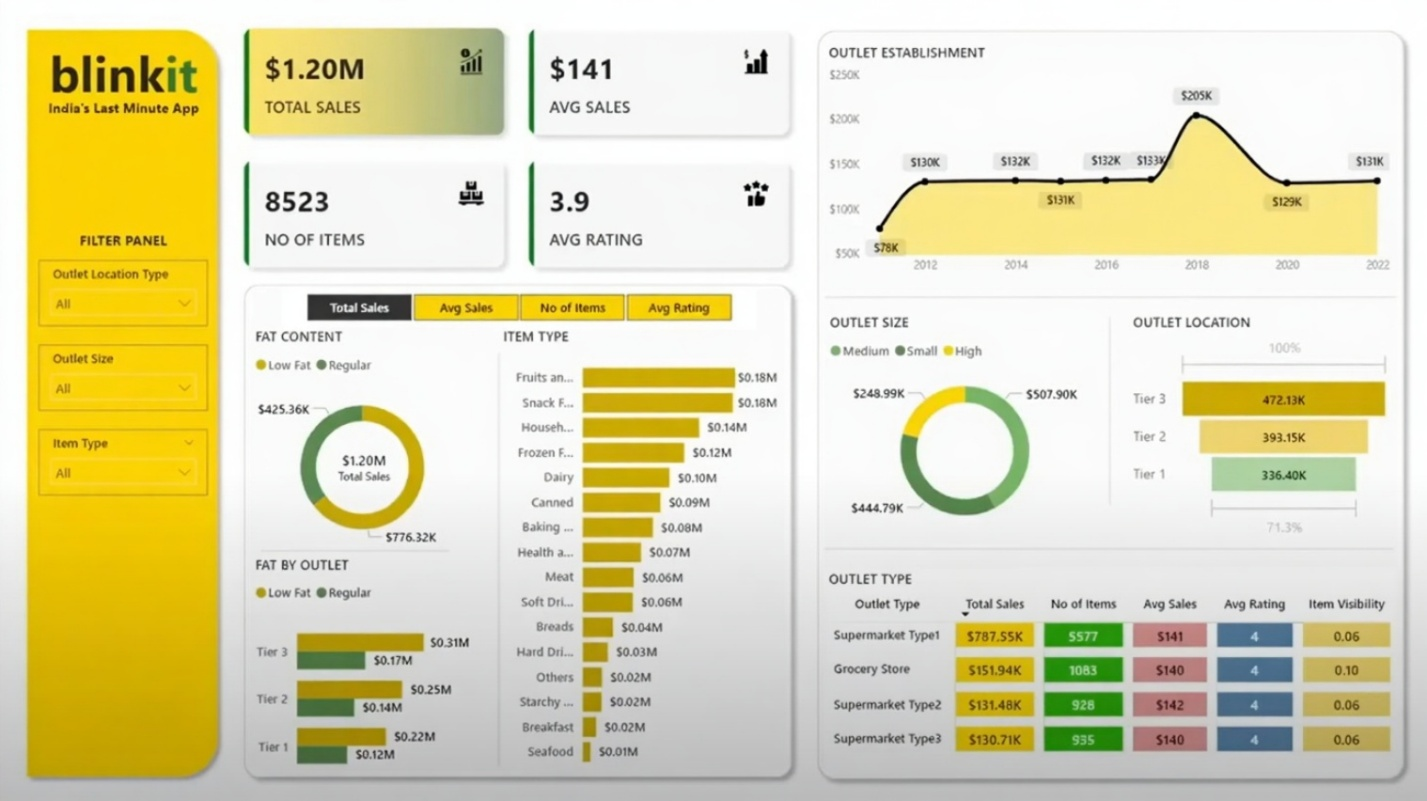 blinkit
India's Last Minute App
FILTER PANEL
Outlet Location Type
All
Outlet Size
All
Item Type
All
$1.20M
TOTAL SALES
$141
AVG SALES
8523
NO OF ITEMS
3.9
AVG RATING
Total Sales Avg Sales No of Items Avg Rating
FAT CONTENT
Low Fat Regular
$425.36K
$1.20M
Total Sales
$776.32K
FAT BY OUTLET
Low Fat Regular
Tier 3 $0.31M
$0.17M
Tier 2 $0.25M
$0.14M
Tier 1 $0.22M
$0.12M
ITEM TYPE
Fruits an... $0.18M
Snack F... $0.18M
Househ... $0.14M
Frozen F... $0.12M
Dairy $0.10M
Canned $0.09M
Baking ... $0.08M
Health a... $0.07M
Meat $0.06M
Soft Dri... $0.06M
Breads $0.04M
Hard Dri... $0.03M
Others $0.02M
Starchy ... $0.02M
Breakfast $0.02M
Seafood $0.01M
OUTLET ESTABLISHMENT
$250K
$200K
$150K
$100K
$50K
$78K $130K $132K $131K $132K $133K $205K $129K $131K
2012 2014 2016 2018 2020 2022
OUTLET SIZE
Medium Small High
$248.99K
$507.90K
$444.79K
OUTLET LOCATION
100%
Tier 3 472.13K
Tier 2 393.15K
Tier 1 336.40K
71.3%
OUTLET TYPE
Outlet Type Total Sales No of Items Avg Sales Avg Rating Item Visibility
Supermarket Type1 $787.55K 5577 $141 4 0.06
Grocery Store $151.94K 1083 $140 4 0.10
Supermarket Type2 $131.48K 928 $142 4 0.06
Supermarket Type3 $130.71K 935 $140 4 0.06